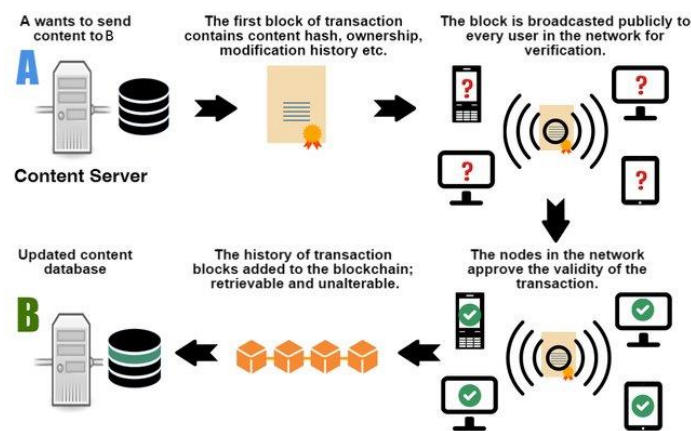 A wants to send
content to B
The first block of transaction
contains content hash, ownership,
modification history etc.
The block is broadcasted publicly to
every user in the network for
verification.
A
?
?
?
?
Content Server
Updated content
database
The history of transaction
blocks added to the blockchain;
retrievable and unalterable.
The nodes in the network
approve the validity of the
transaction.
B